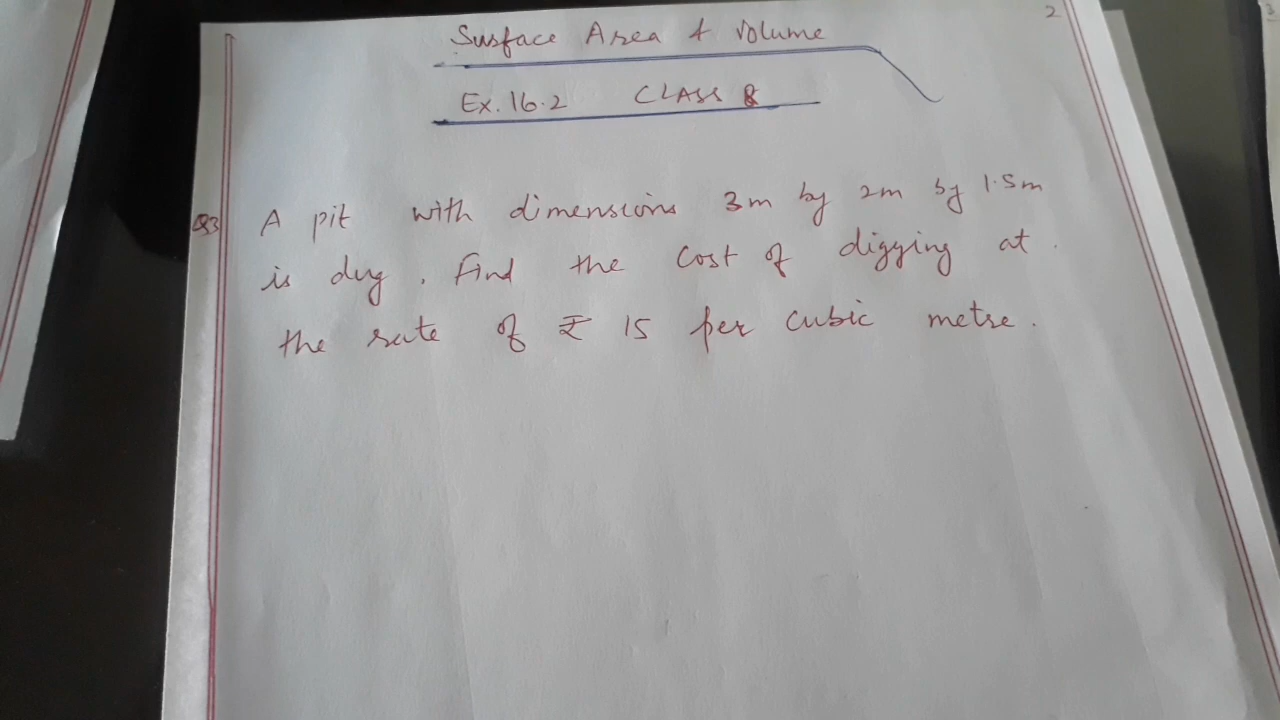 2
Surface Area & Volume
Ex. 16.2 CLASS 8
Q3 A pit with dimensions 3m by 2m by 1.5m
is dug. Find the cost of digging at.
the rate of ₹ 15 per cubic metre.